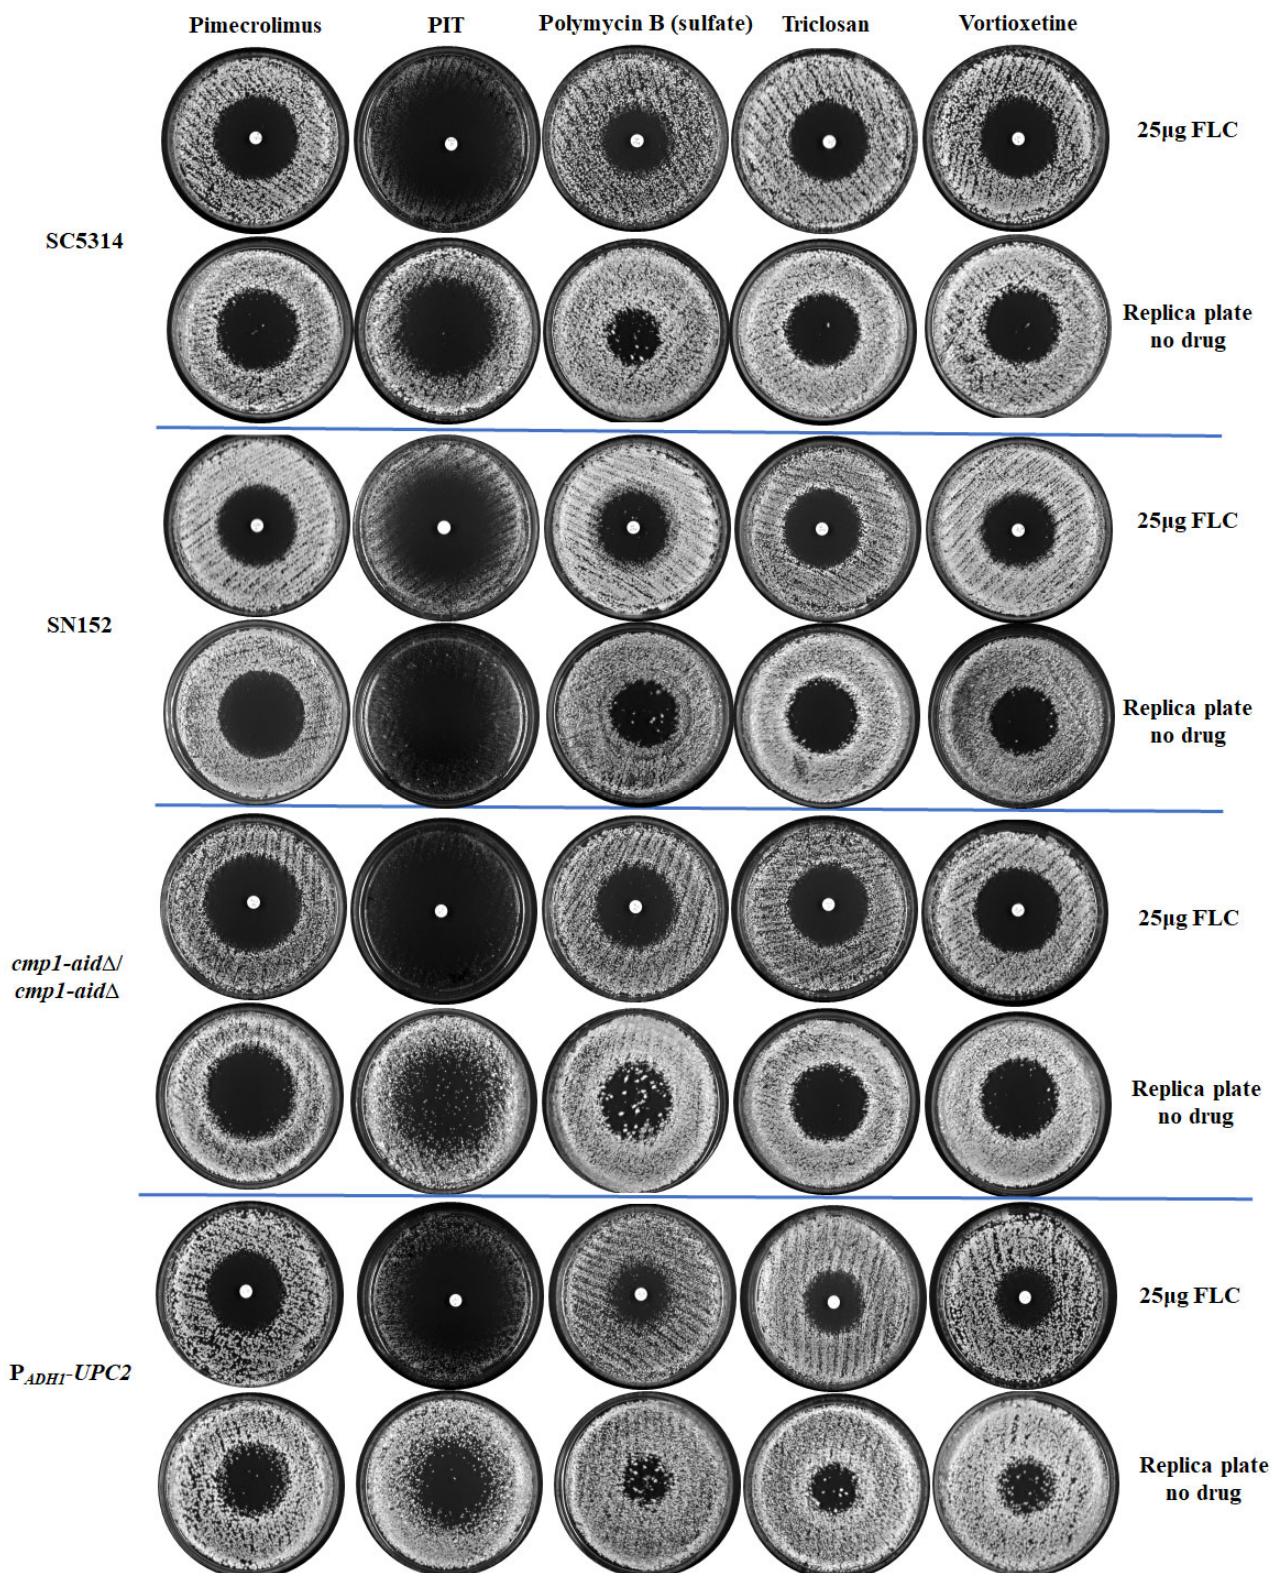 Pimecrolimus PIT Polymycin B (sulfate) Triclosan Vortioxetine
25μg FLC
SC5314
Replica plate
no drug
25μg FLC
SN152
Replica plate
no drug
25μg FLC
cmp1-aidΔ/
cmp1-aidΔ
Replica plate
no drug
25μg FLC
PADH1-UPC2
Replica plate
no drug